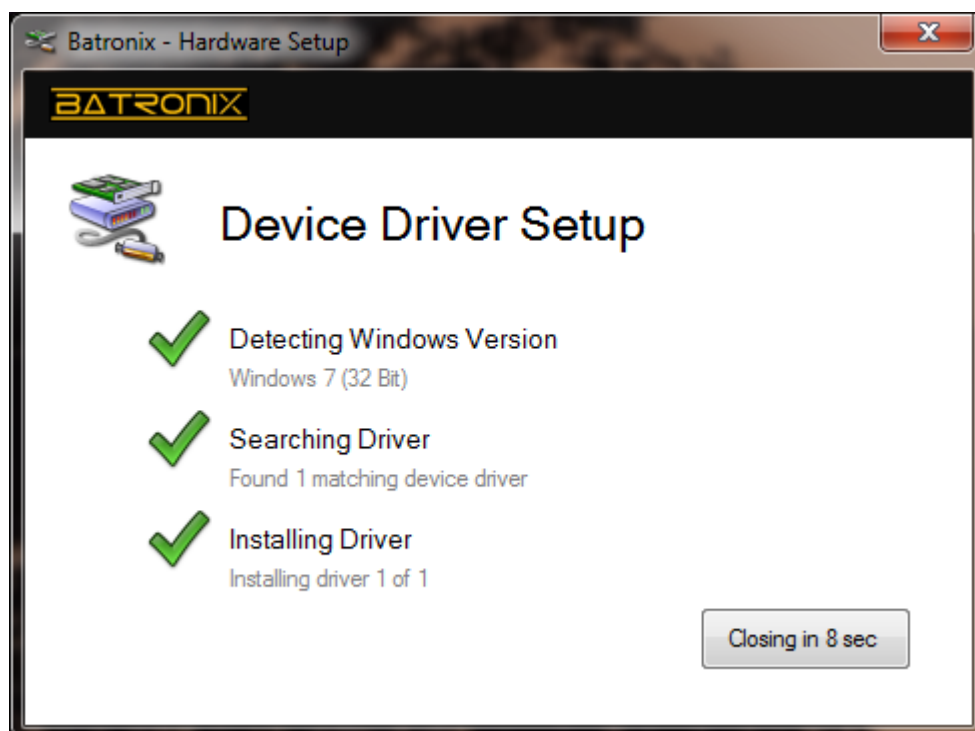 Batronix - Hardware Setup
BATRONIX
Device Driver Setup
Detecting Windows Version
Windows 7 (32 Bit)
Searching Driver
Found 1 matching device driver
Installing Driver
Installing driver 1 of 1
Closing in 8 sec